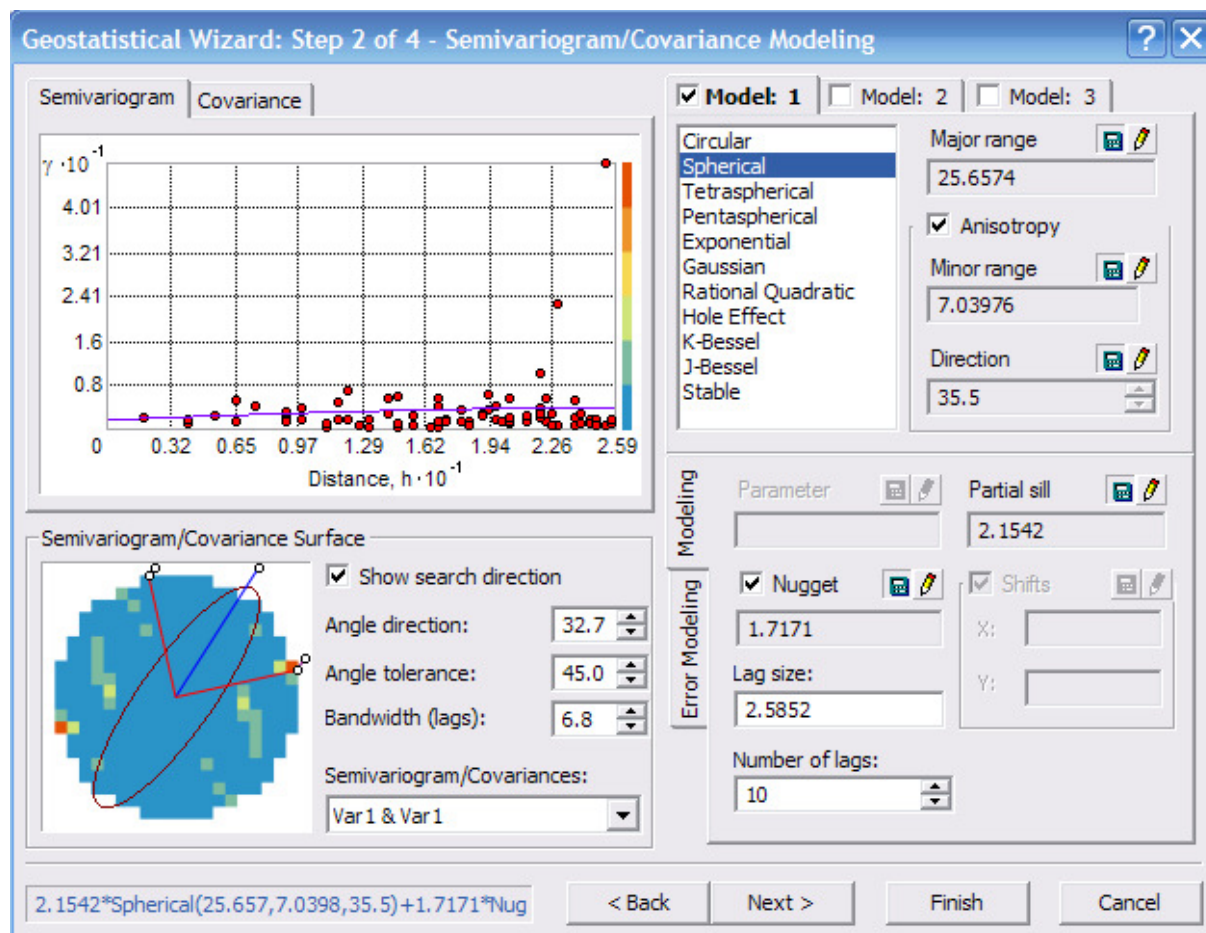 Geostatistical Wizard: Step 2 of 4 - Semivariogram/Covariance Modeling
Semivariogram
Covariance
γ·10⁻¹
4.01
3.21
2.41
1.6
0.8
0 0.32 0.65 0.97 1.29 1.62 1.94 2.26 2.59
Distance, h·10⁻¹
Semivariogram/Covariance Surface
Show search direction
Angle direction: 32.7
Angle tolerance: 45.0
Bandwidth (lags): 6.8
Semivariogram/Covariances:
Var1 & Var1
Model: 1
Model: 2
Model: 3
Circular
Spherical
Tetraspherical
Pentaspherical
Exponential
Gaussian
Rational Quadratic
Hole Effect
K-Bessel
J-Bessel
Stable
Major range
25.6574
Anisotropy
Minor range
7.03976
Direction
35.5
Modeling
Error Modeling
Parameter
Partial sill
2.1542
Nugget
1.7171
Shifts
X:
Y:
Lag size:
2.5852
Number of lags:
10
2.1542*Spherical(25.657,7.0398,35.5)+1.7171*Nug
< Back
Next >
Finish
Cancel